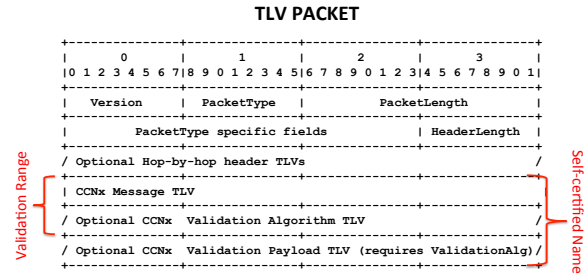 TLV PACKET
+---------------+---------------+---------------+---------------+
| 0 | 1 | 2 | 3 |
|0 1 2 3 4 5 6 7|8 9 0 1 2 3 4 5|6 7 8 9 0 1 2 3|4 5 6 7 8 9 0 1|
+---------------+---------------+---------------+---------------+
| Version | PacketType | PacketLength |
+---------------+---------------+---------------+---------------+
| PacketType specific fields | HeaderLength |
+---------------+---------------+---------------+---------------+
/ Optional Hop-by-hop header TLVs /
+---------------+---------------+---------------+---------------+
| CCNx Message TLV |
+---------------+---------------+---------------+---------------+
/ Optional CCNx Validation Algorithm TLV /
+---------------+---------------+---------------+---------------+
/ Optional CCNx Validation Payload TLV (requires ValidationAlg)/
+---------------+---------------+---------------+---------------+
Validation Range
Self-certified Name